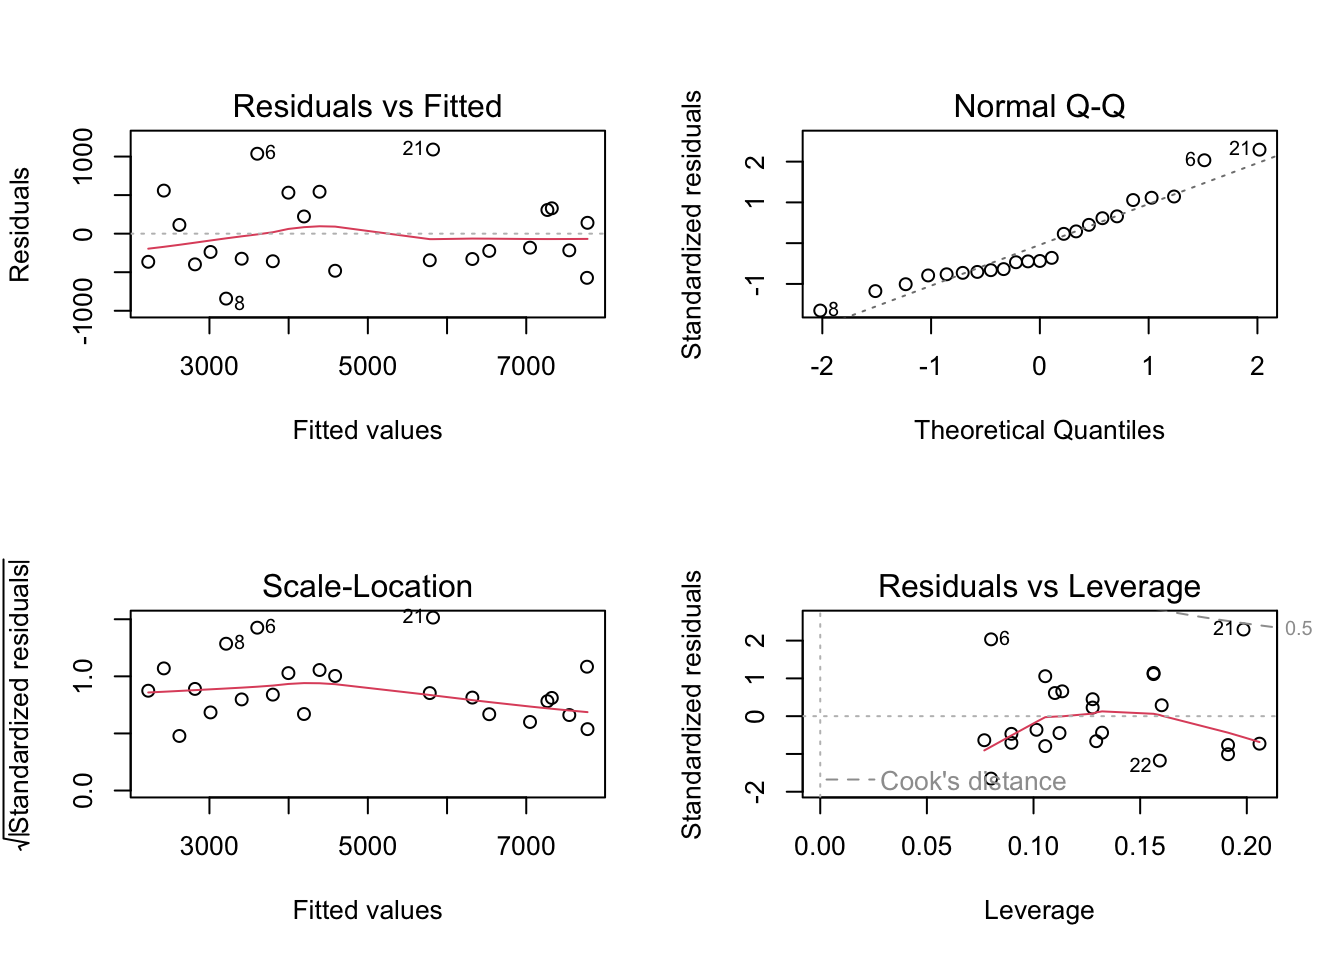 Residuals vs Fitted
Residuals
-1000 0 1000
6
21
8
3000 5000 7000
Fitted values
Normal Q-Q
Standardized residuals
-1 1 2
6
21
8
-2 -1 0 1 2
Theoretical Quantiles
Scale-Location
√|Standardized residuals|
0.0 1.0
8
6
21
3000 5000 7000
Fitted values
Residuals vs Leverage
Standardized residuals
-2 0 1 2
6
21
0.5
22
Cook's distance
0.00 0.05 0.10 0.15 0.20
Leverage